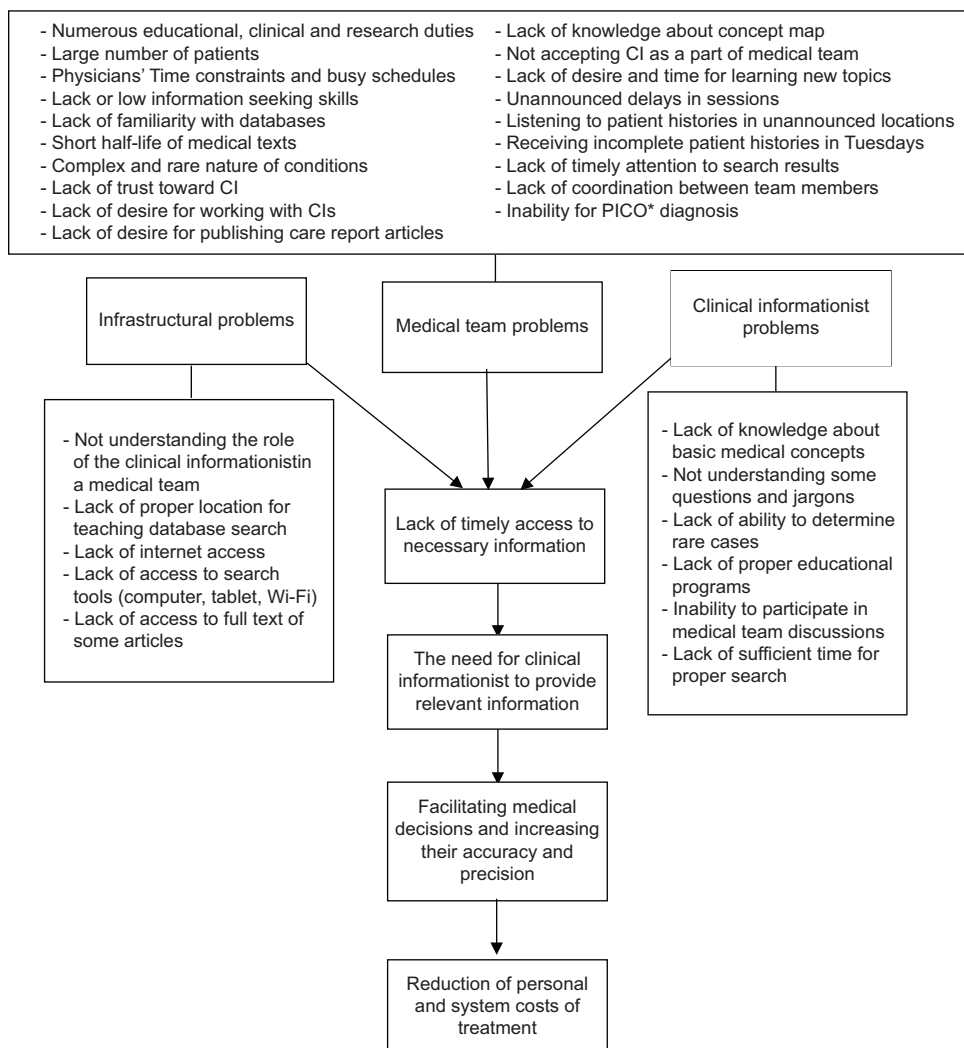 - Numerous educational, clinical and research duties
- Large number of patients
- Physicians' Time constraints and busy schedules
- Lack or low information seeking skills
- Lack of familiarity with databases
- Short half-life of medical texts
- Complex and rare nature of conditions
- Lack of trust toward CI
- Lack of desire for working with CIs
- Lack of desire for publishing care report articles
- Lack of knowledge about concept map
- Not accepting CI as a part of medical team
- Lack of desire and time for learning new topics
- Unannounced delays in sessions
- Listening to patient histories in unannounced locations
- Receiving incomplete patient histories in Tuesdays
- Lack of timely attention to search results
- Lack of coordination between team members
- Inability for PICO* diagnosis
Infrastructural problems
Medical team problems
Clinical informationist
problems
- Not understanding the role
of the clinical informationistin
a medical team
- Lack of proper location for
teaching database search
- Lack of internet access
- Lack of access to search
tools (computer, tablet, Wi-Fi)
- Lack of access to full text of
some articles
- Lack of knowledge about
basic medical concepts
- Not understanding some
questions and jargons
- Lack of ability to determine
rare cases
- Lack of proper educational
programs
- Inability to participate in
medical team discussions
- Lack of sufficient time for
proper search
Lack of timely access to
necessary information
The need for clinical
informationist to provide
relevant information
Facilitating medical
decisions and increasing
their accuracy and
precision
Reduction of personal
and system costs of
treatment